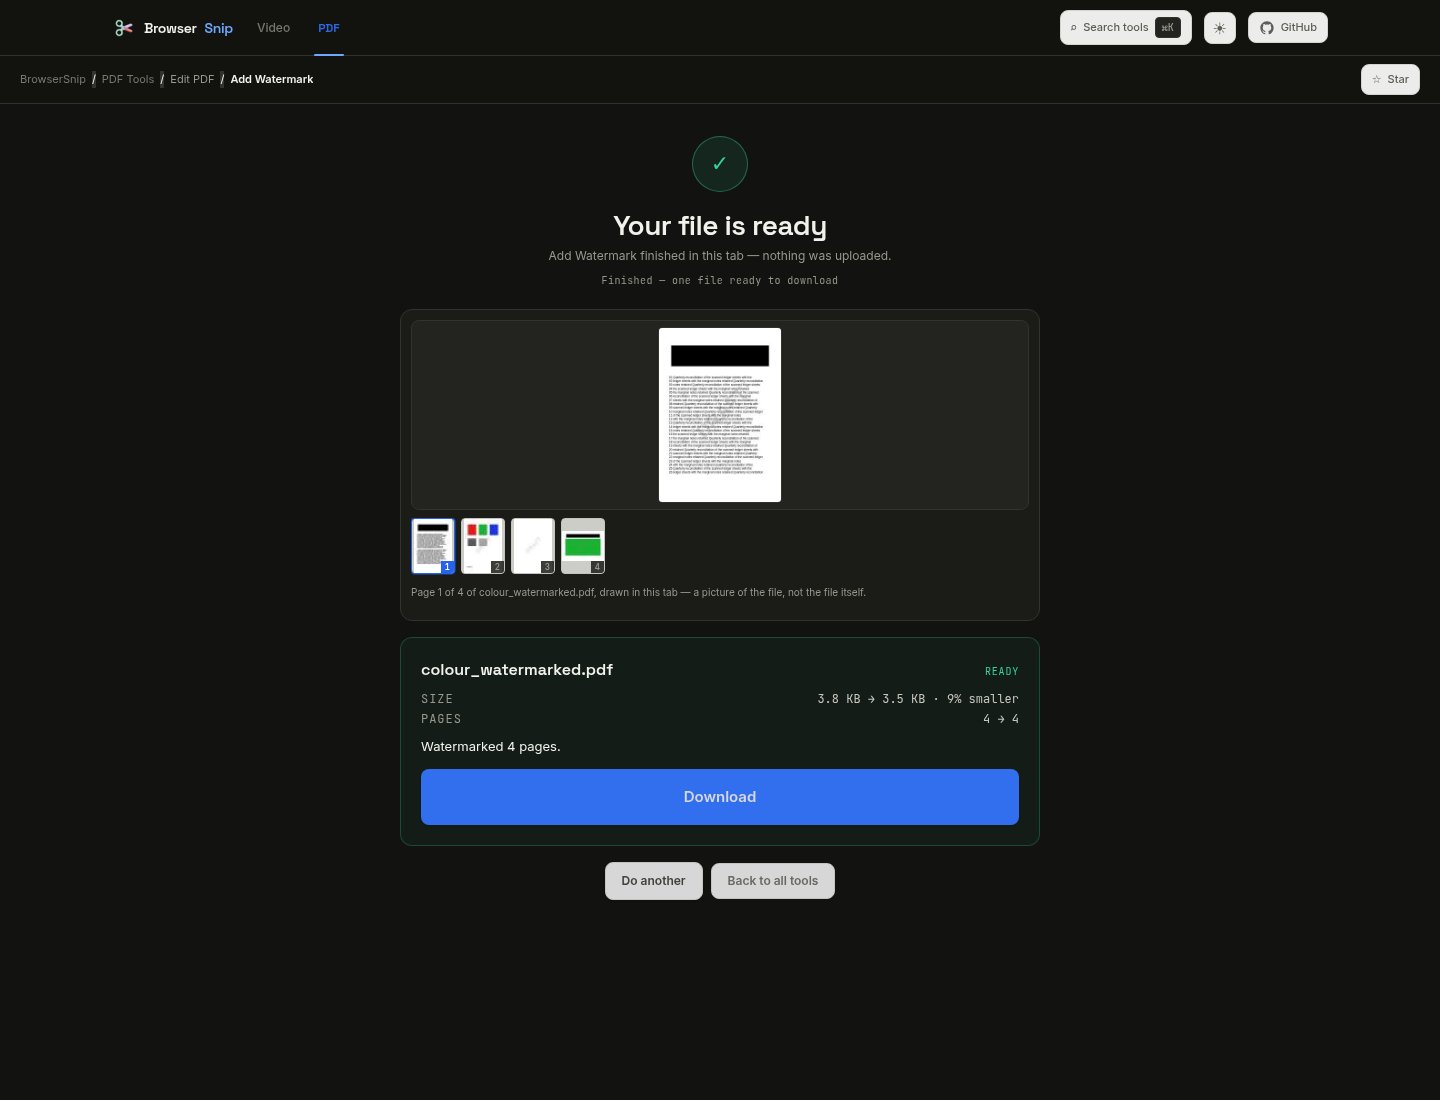 Browser Snip
Video
PDF
⌕ Search tools ⌘K
☀
GitHub
BrowserSnip / PDF Tools / Edit PDF / Add Watermark
☆ Star
✓
Your file is ready
Add Watermark finished in this tab — nothing was uploaded.
Finished — one file ready to download
1
2
3
4
Page 1 of 4 of colour_watermarked.pdf, drawn in this tab — a picture of the file, not the file itself.
colour_watermarked.pdf
READY
SIZE
3.8 KB → 3.5 KB · 9% smaller
PAGES
4 → 4
Watermarked 4 pages.
Download
Do another
Back to all tools